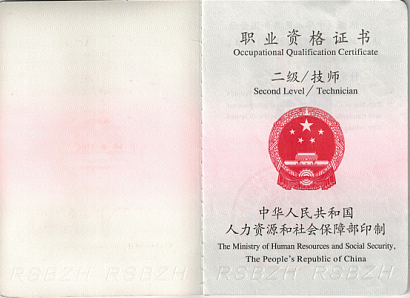 职业资格证书
Occupational Qualification Certificate
二级/技师
Second Level/Technician
中华人民共和国
人力资源和社会保障部印制
The Ministry of Human Resources and Social Security,
The People's Republic of China
RSBZH RSBZH RSBZH RSBZH